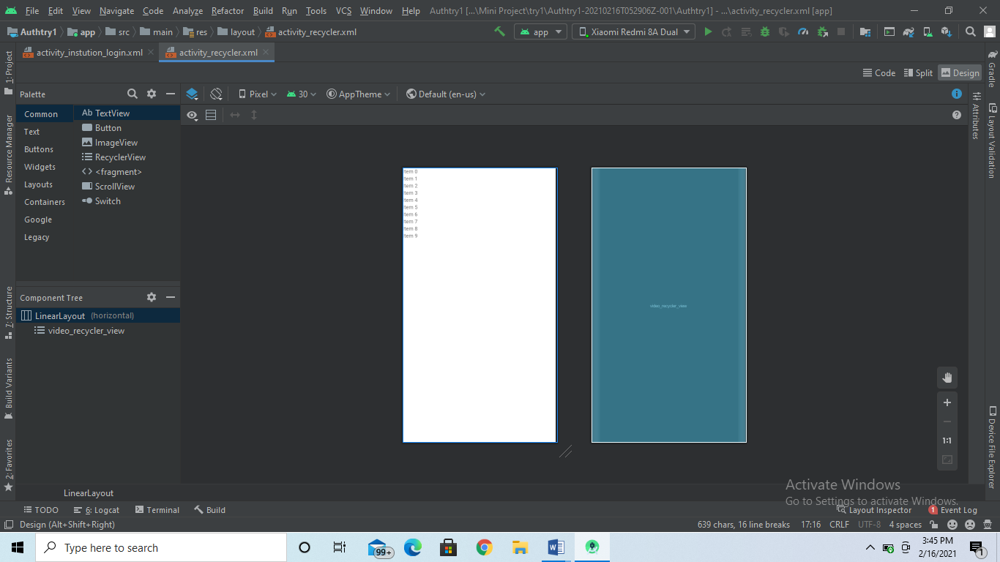 File Edit View Navigate Code Analyze Refactor Build Run Tools VCS Window Help Authtry1 [...\Mini Project\try1\Authtry1-20210216T052906Z-001\Authtry1] - ...\activity_recycler.xml [app]
Authtry1 app src main res layout activity_recycler.xml app Xiaomi Redmi 8A Dual
activity_instution_login.xml activity_recycler.xml
Code Split Design
Palette Pixel 30 AppTheme Default (en-us)
Common
Text
Buttons
Widgets
Layouts
Containers
Google
Legacy
Ab TextView
Button
ImageView
RecyclerView
<fragment>
ScrollView
Switch
Component Tree
LinearLayout (horizontal)
video_recycler_view
Item 0
Item 1
Item 2
Item 3
Item 4
Item 5
Item 6
Item 7
Item 8
Item 9
video_recycler_view
1:1
1: Project
Resource Manager
7: Structure
Build Variants
2: Favorites
Attributes
Gradle
Layout Validation
Device File Explorer
Activate Windows
Go to Settings to activate Windows.
LinearLayout
TODO 6: Logcat Terminal Build Layout Inspector 1 Event Log
Design (Alt+Shift+Right) 639 chars, 16 line breaks 17:16 CRLF UTF-8 4 spaces
Type here to search 99+ 3:45 PM
2/16/2021 1